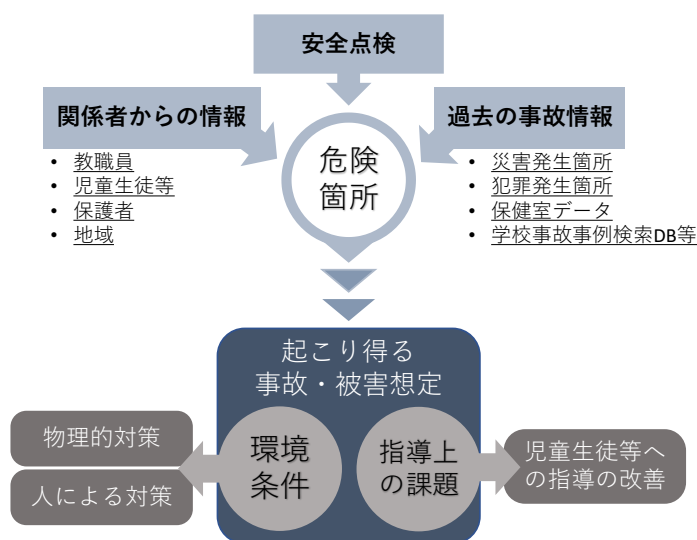 安全点検
関係者からの情報
• 教職員
• 児童生徒等
• 保護者
• 地域
危険
箇所
過去の事故情報
• 災害発生箇所
• 犯罪発生箇所
• 保健室データ
• 学校事故事例検索DB等
起こり得る
事故・被害想定
物理的対策
人による対策
環境
条件
指導上
の課題
児童生徒等へ
の指導の改善